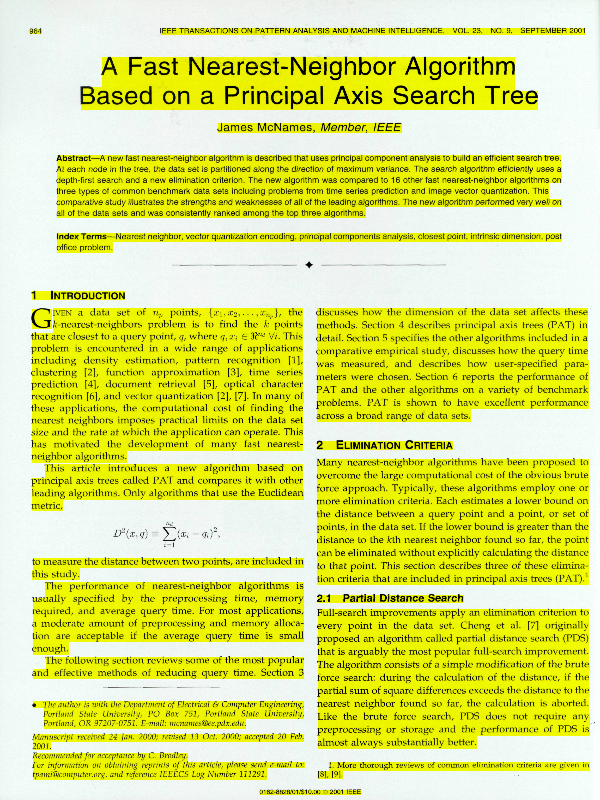 964
IEEE TRANSACTIONS ON PATTERN ANALYSIS AND MACHINE INTELLIGENCE, VOL. 23, NO. 9, SEPTEMBER 2001
A Fast Nearest-Neighbor Algorithm
Based on a Principal Axis Search Tree
James McNames, Member, IEEE
Abstract—A new fast nearest-neighbor algorithm is described that uses principal component analysis to build an efficient search tree.
At each node in the tree, the data set is partitioned along the direction of maximum variance. The search algorithm efficiently uses a
depth-first search and a new elimination criterion. The new algorithm was compared to 16 other fast nearest-neighbor algorithms on
three types of common benchmark data sets including problems from time series prediction and image vector quantization. This
comparative study illustrates the strengths and weaknesses of all of the leading algorithms. The new algorithm performed very well on
all of the data sets and was consistently ranked among the top three algorithms.
Index Terms—Nearest neighbor, vector quantization encoding, principal components analysis, closest point, intrinsic dimension, post
office problem.
1 INTRODUCTION
GIVEN a data set of n_p points, {x_1, x_2, . . . , x_{n_p}}, the
k-nearest-neighbors problem is to find the k points
that are closest to a query point, q, where q, x_i ∈ ℜ^{n_d} ∀i. This
problem is encountered in a wide range of applications
including density estimation, pattern recognition [1],
clustering [2], function approximation [3], time series
prediction [4], document retrieval [5], optical character
recognition [6], and vector quantization [2], [7]. In many of
these applications, the computational cost of finding the
nearest neighbors imposes practical limits on the data set
size and the rate at which the application can operate. This
has motivated the development of many fast nearest-
neighbor algorithms.
This article introduces a new algorithm based on
principal axis trees called PAT and compares it with other
leading algorithms. Only algorithms that use the Euclidean
metric,
D²(x, q) = ∑_{i=1}^{n_d} (x_i − q_i)²,
to measure the distance between two points, are included in
this study.
The performance of nearest-neighbor algorithms is
usually specified by the preprocessing time, memory
required, and average query time. For most applications,
a moderate amount of preprocessing and memory alloca-
tion are acceptable if the average query time is small
enough.
The following section reviews some of the most popular
and effective methods of reducing query time. Section 3
• The author is with the Department of Electrical & Computer Engineering,
Portland State University, PO Box 751, Portland State University,
Portland, OR 97207-0751. E-mail: mcnames@ee.pdx.edu.
Manuscript received 24 Jan. 2000; revised 13 Oct. 2000; accepted 20 Feb.
2001.
Recommended for acceptance by C. Brodley.
For information on obtaining reprints of this article, please send e-mail to:
tpami@computer.org, and reference IEEECS Log Number 111291.
discusses how the dimension of the data set affects these
methods. Section 4 describes principal axis trees (PAT) in
detail. Section 5 specifies the other algorithms included in a
comparative empirical study, discusses how the query time
was measured, and describes how user-specified para-
meters were chosen. Section 6 reports the performance of
PAT and the other algorithms on a variety of benchmark
problems. PAT is shown to have excellent performance
across a broad range of data sets.
2 ELIMINATION CRITERIA
Many nearest-neighbor algorithms have been proposed to
overcome the large computational cost of the obvious brute
force approach. Typically, these algorithms employ one or
more elimination criteria. Each estimates a lower bound on
the distance between a query point and a point, or set of
points, in the data set. If the lower bound is greater than the
distance to the kth nearest neighbor found so far, the point
can be eliminated without explicitly calculating the distance
to that point. This section describes three of these elimina-
tion criteria that are included in principal axis trees (PAT).¹
2.1 Partial Distance Search
Full-search improvements apply an elimination criterion to
every point in the data set. Cheng et al. [7] originally
proposed an algorithm called partial distance search (PDS)
that is arguably the most popular full-search improvement.
The algorithm consists of a simple modification of the brute
force search: during the calculation of the distance, if the
partial sum of square differences exceeds the distance to the
nearest neighbor found so far, the calculation is aborted.
Like the brute force search, PDS does not require any
preprocessing or storage and the performance of PDS is
almost always substantially better.
1. More thorough reviews of common elimination criteria are given in
[8], [9].
0162-8828/01/$10.00 © 2001 IEEE